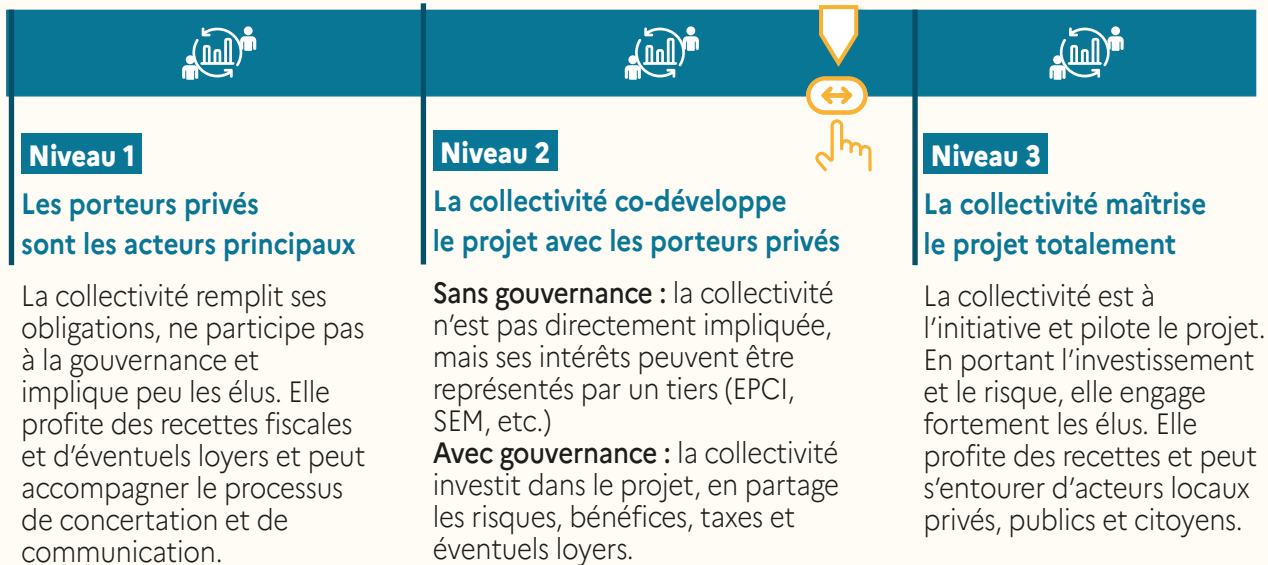 Niveau 1
Les porteurs privés
sont les acteurs principaux
La collectivité remplit ses
obligations, ne participe pas
à la gouvernance et
implique peu les élus. Elle
profite des recettes fiscales
et d’éventuels loyers et peut
accompagner le processus
de concertation et de
communication.
Niveau 2
La collectivité co-développe
le projet avec les porteurs privés
Sans gouvernance : la collectivité
n’est pas directement impliquée,
mais ses intérêts peuvent être
représentés par un tiers (EPCI,
SEM, etc.)
Avec gouvernance : la collectivité
investit dans le projet, en partage
les risques, bénéfices, taxes et
éventuels loyers.
Niveau 3
La collectivité maîtrise
le projet totalement
La collectivité est à
l’initiative et pilote le projet.
En portant l’investissement
et le risque, elle engage
fortement les élus. Elle
profite des recettes et peut
s’entourer d’acteurs locaux
privés, publics et citoyens.